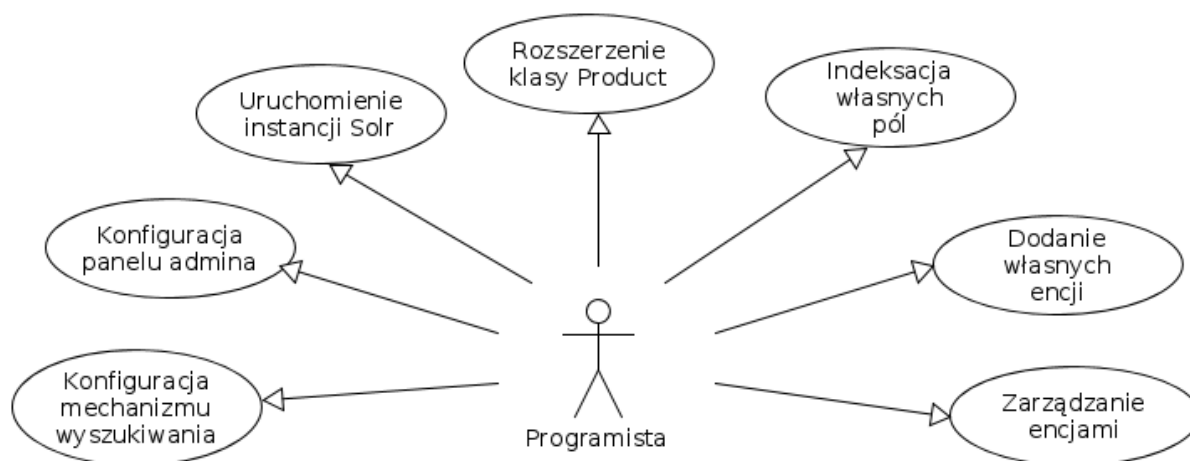 Rozszerzenie
klasy Product
Uruchomienie
instancji Solr
Indeksacja
własnych
pól
Konfiguracja
panelu admina
Dodanie
własnych
encji
Konfiguracja
mechanizmu
wyszukiwania
Zarządzanie
encjami
Programista